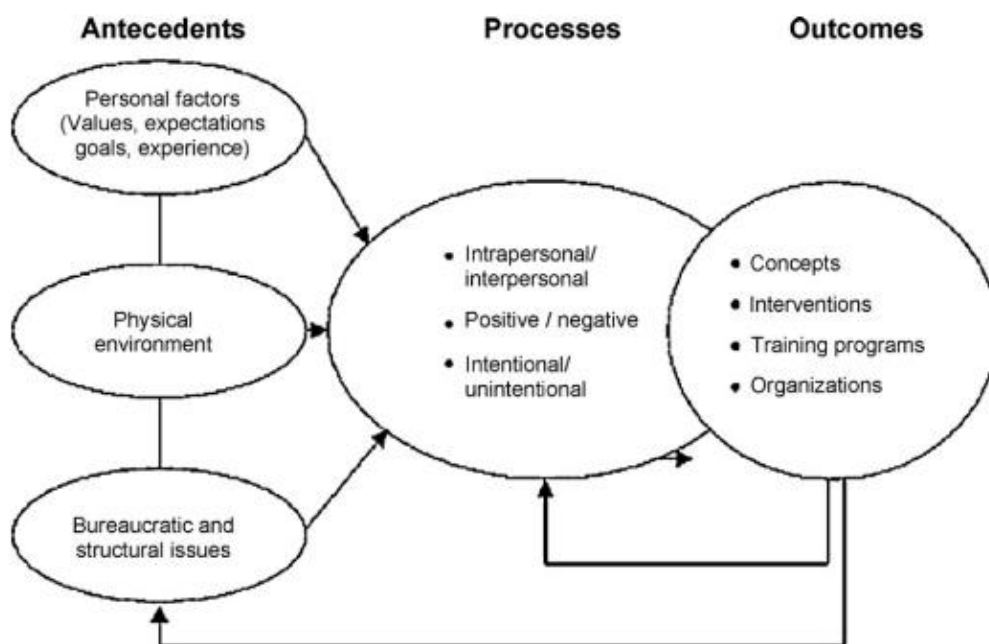 Antecedents
Processes
Outcomes
Personal factors
(Values, expectations
goals, experience)
Physical
environment
Bureaucratic and
structural issues
• Intrapersonal/
interpersonal
• Positive / negative
• Intentional/
unintentional
• Concepts
• Interventions
• Training programs
• Organizations